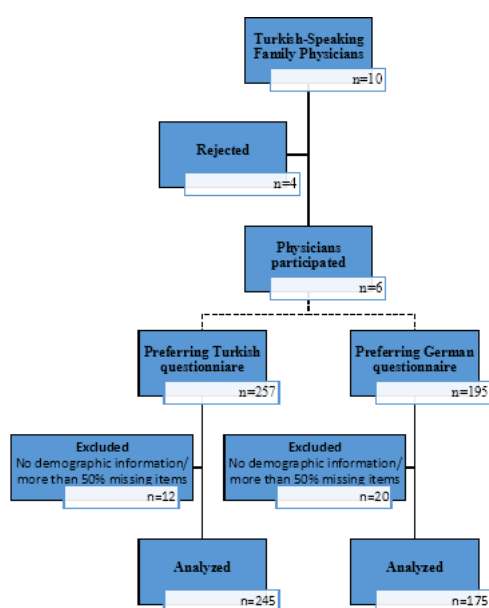 Turkish-Speaking
Family Physicians
n=10
Rejected
n=4
Physicians
participated
n=6
Preferring Turkish
questionniare
n=257
Preferring German
questionnaire
n=195
Excluded
No demographic information/
more than 50% missing items
n=12
Excluded
No demographic information/
more than 50% missing items
n=20
Analyzed
n=245
Analyzed
n=175